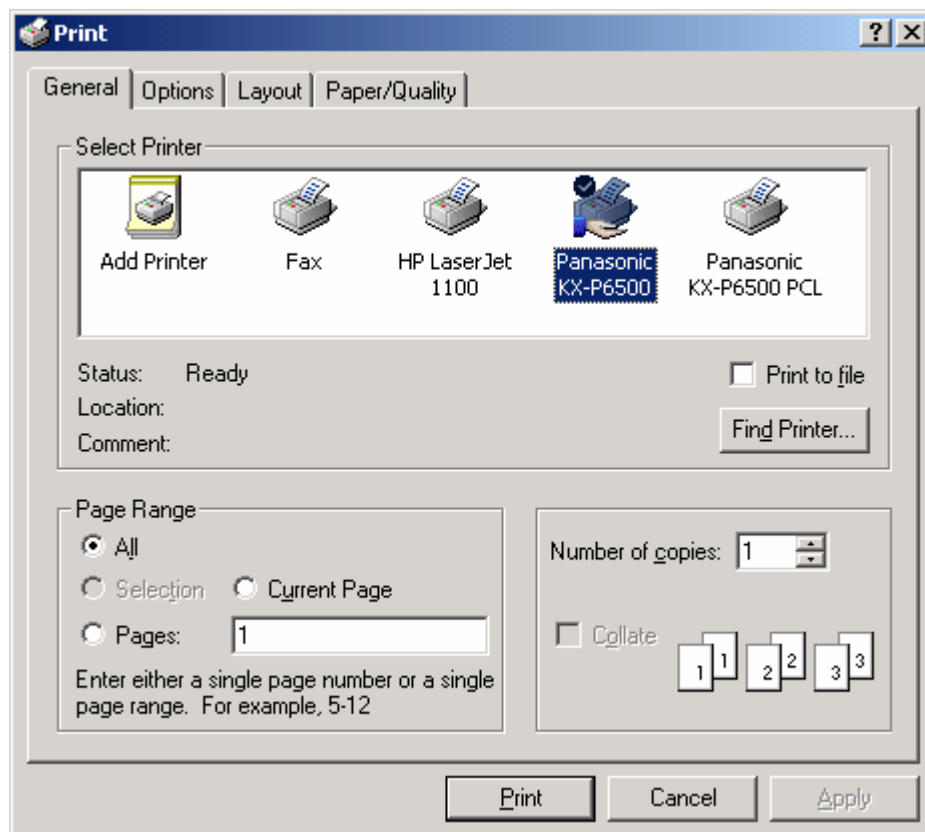 Print
General Options Layout Paper/Quality
Select Printer
Add Printer
Fax
HP LaserJet
1100
Panasonic
KX-P6500
Panasonic
KX-P6500 PCL
Status: Ready
Location:
Comment:
Print to file
Find Printer...
Page Range
All
Selection Current Page
Pages: 1
Enter either a single page number or a single
page range. For example, 5-12
Number of copies: 1
Collate
1 1 2 2 3 3
Print Cancel Apply